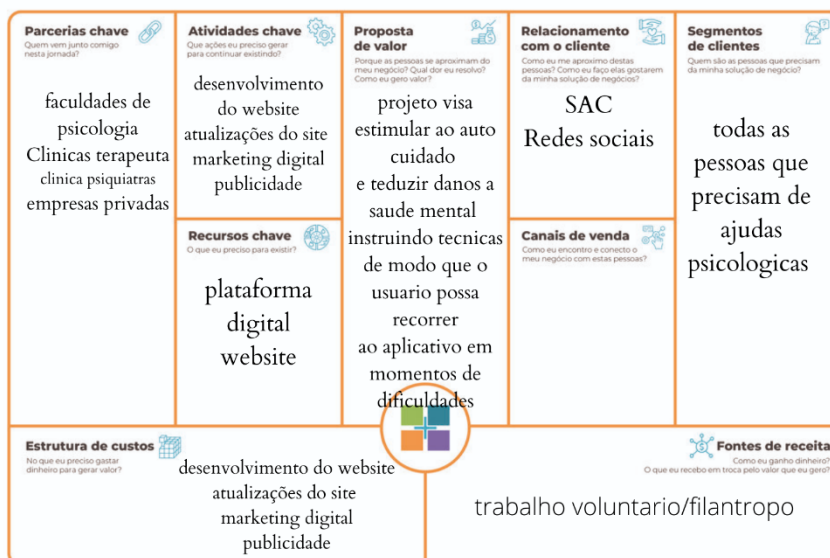 Parcerias chave
Quem vem junto comigo
nesta jornada?
faculdades de
psicologia
Clinicas terapeuta
clinica psiquiatras
empresas privadas
Atividades chave
Que ações eu preciso gerar
para continuar existindo?
desenvolvimento
do website
atualizações do site
marketing digital
publicidade
Recursos chave
O que eu preciso para existir?
plataforma
digital
website
Proposta
de valor
Porque as pessoas se aproximam do
meu negócio? Qual dor eu resolvo?
Como eu gero valor?
projeto visa
estimular ao auto
cuidado
e teduzir danos a
saude mental
instruindo tecnicas
de modo que o
usuario possa
recorrer
ao aplicativo em
momentos de
dificuldades
Relacionamento
com o cliente
Como eu me aproximo destas
pessoas? Como eu faço elas gostarem
da minha solução de negócios?
SAC
Redes sociais
Canais de venda
Como eu encontro e conecto o
meu negócio com estas pessoas?
Segmentos
de clientes
Quem são as pessoas que precisam
da minha solução de negócio?
todas as
pessoas que
precisam de
ajudas
psicologicas
Estrutura de custos
No que eu preciso gastar
dinheiro para gerar valor?
desenvolvimento do website
atualizações do site
marketing digital
publicidade
Fontes de receita
Como eu ganho dinheiro?
O que eu recebo em troca pelo valor que eu gero?
trabalho voluntario/filantropo